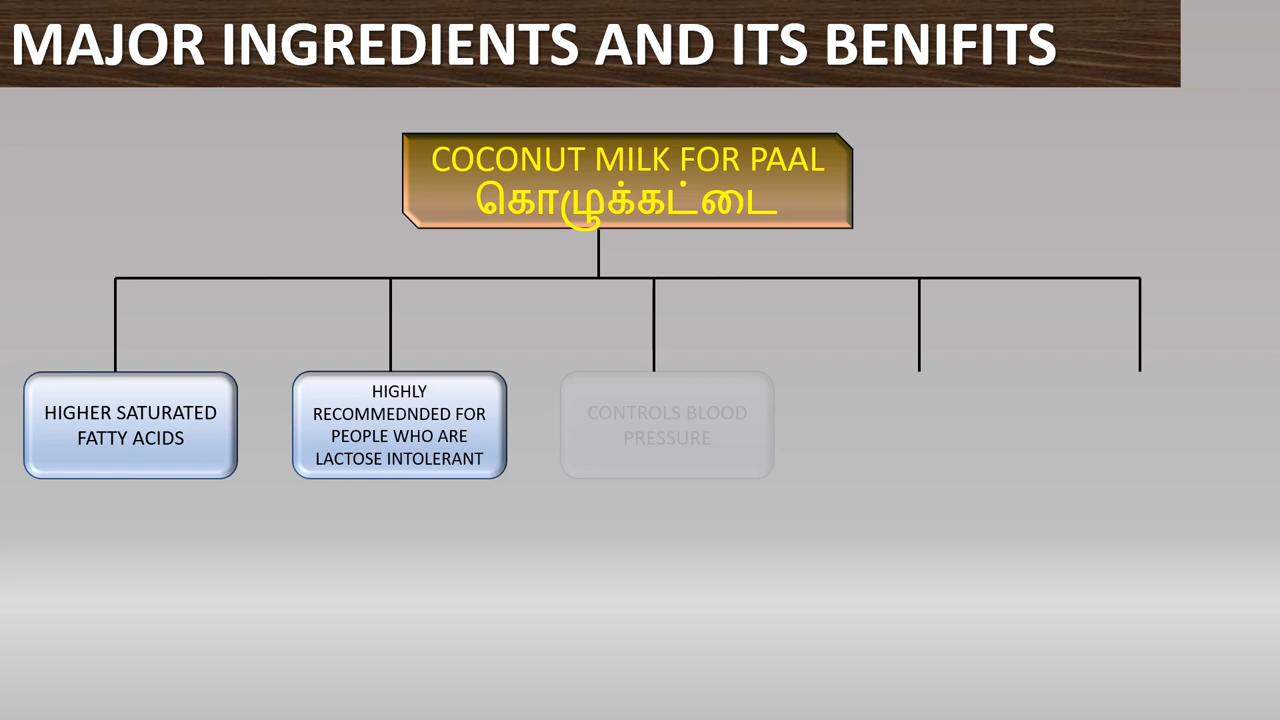 MAJOR INGREDIENTS AND ITS BENIFITS
COCONUT MILK FOR PAAL
கொழுக்கட்டை
HIGHER SATURATED
FATTY ACIDS
HIGHLY
RECOMMEDNDED FOR
PEOPLE WHO ARE
LACTOSE INTOLERANT
CONTROLS BLOOD
PRESSURE